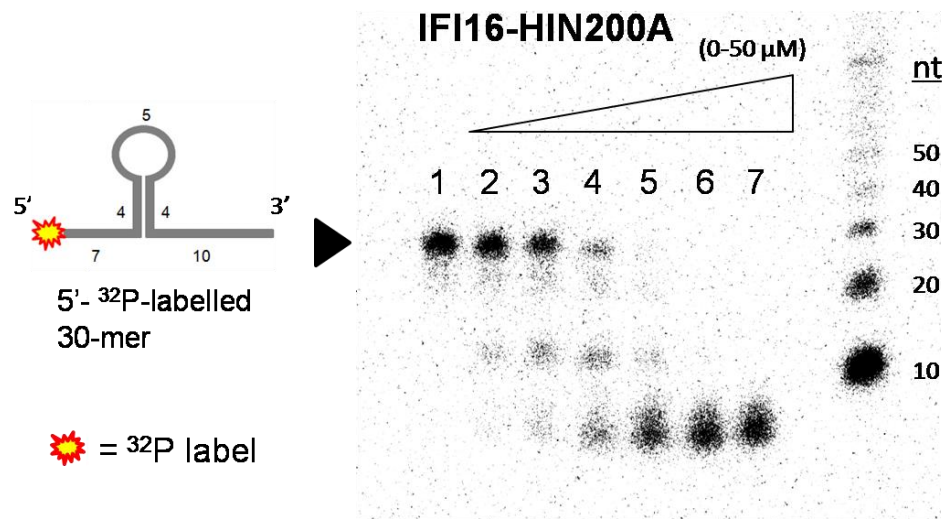 IFI16-HIN200A
(0-50 µM)
nt
5
5’
4
4
3’
7
10
1 2 3 4 5 6 7
50
40
30
20
10
5’- ³²P-labelled
30-mer
= ³²P label